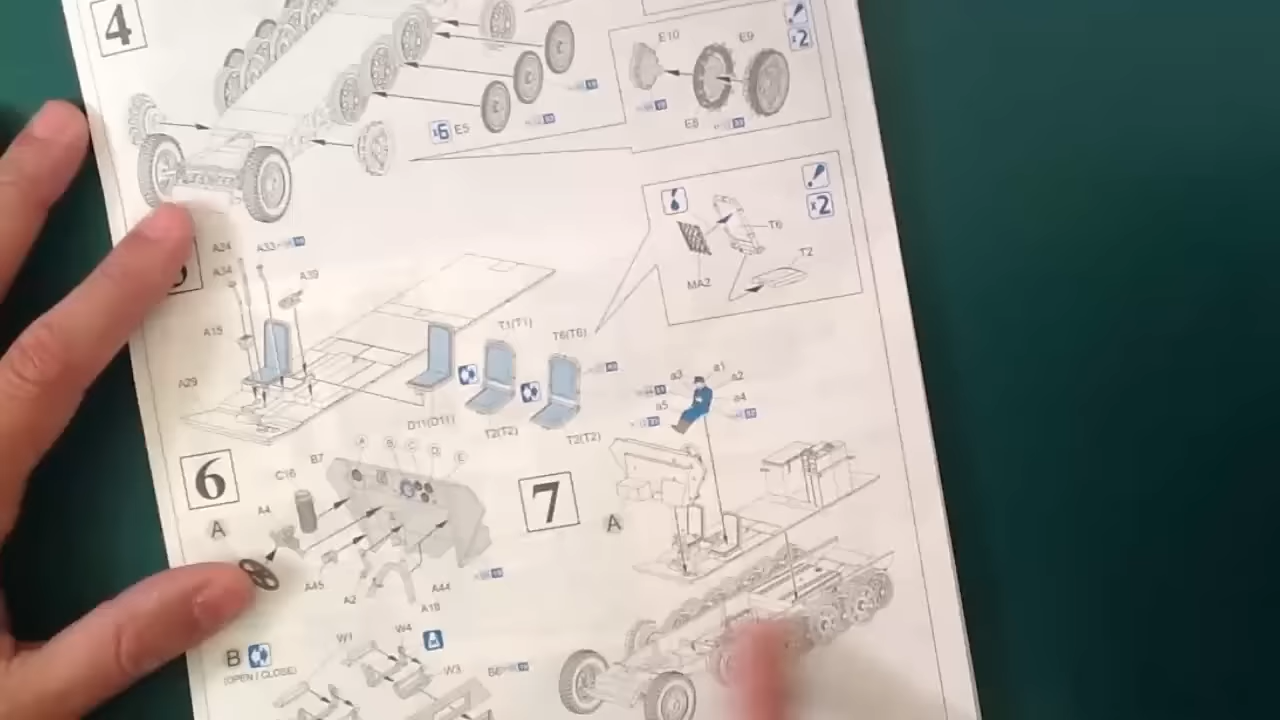 4
E10
E9
x2
x6 E5
E8
x2
T6
T2
MA2
A24
A33
A34
A39
A15
A29
T1(T1)
T6(T6)
D11(D11)
T2(T2)
T2(T2)
a3
a1
a2
a5
a4
6
7
A
A
B7
C16
A4
A B C D E
A45
A2
A44
A18
B
(OPEN / CLOSE)
W1
W4
W3